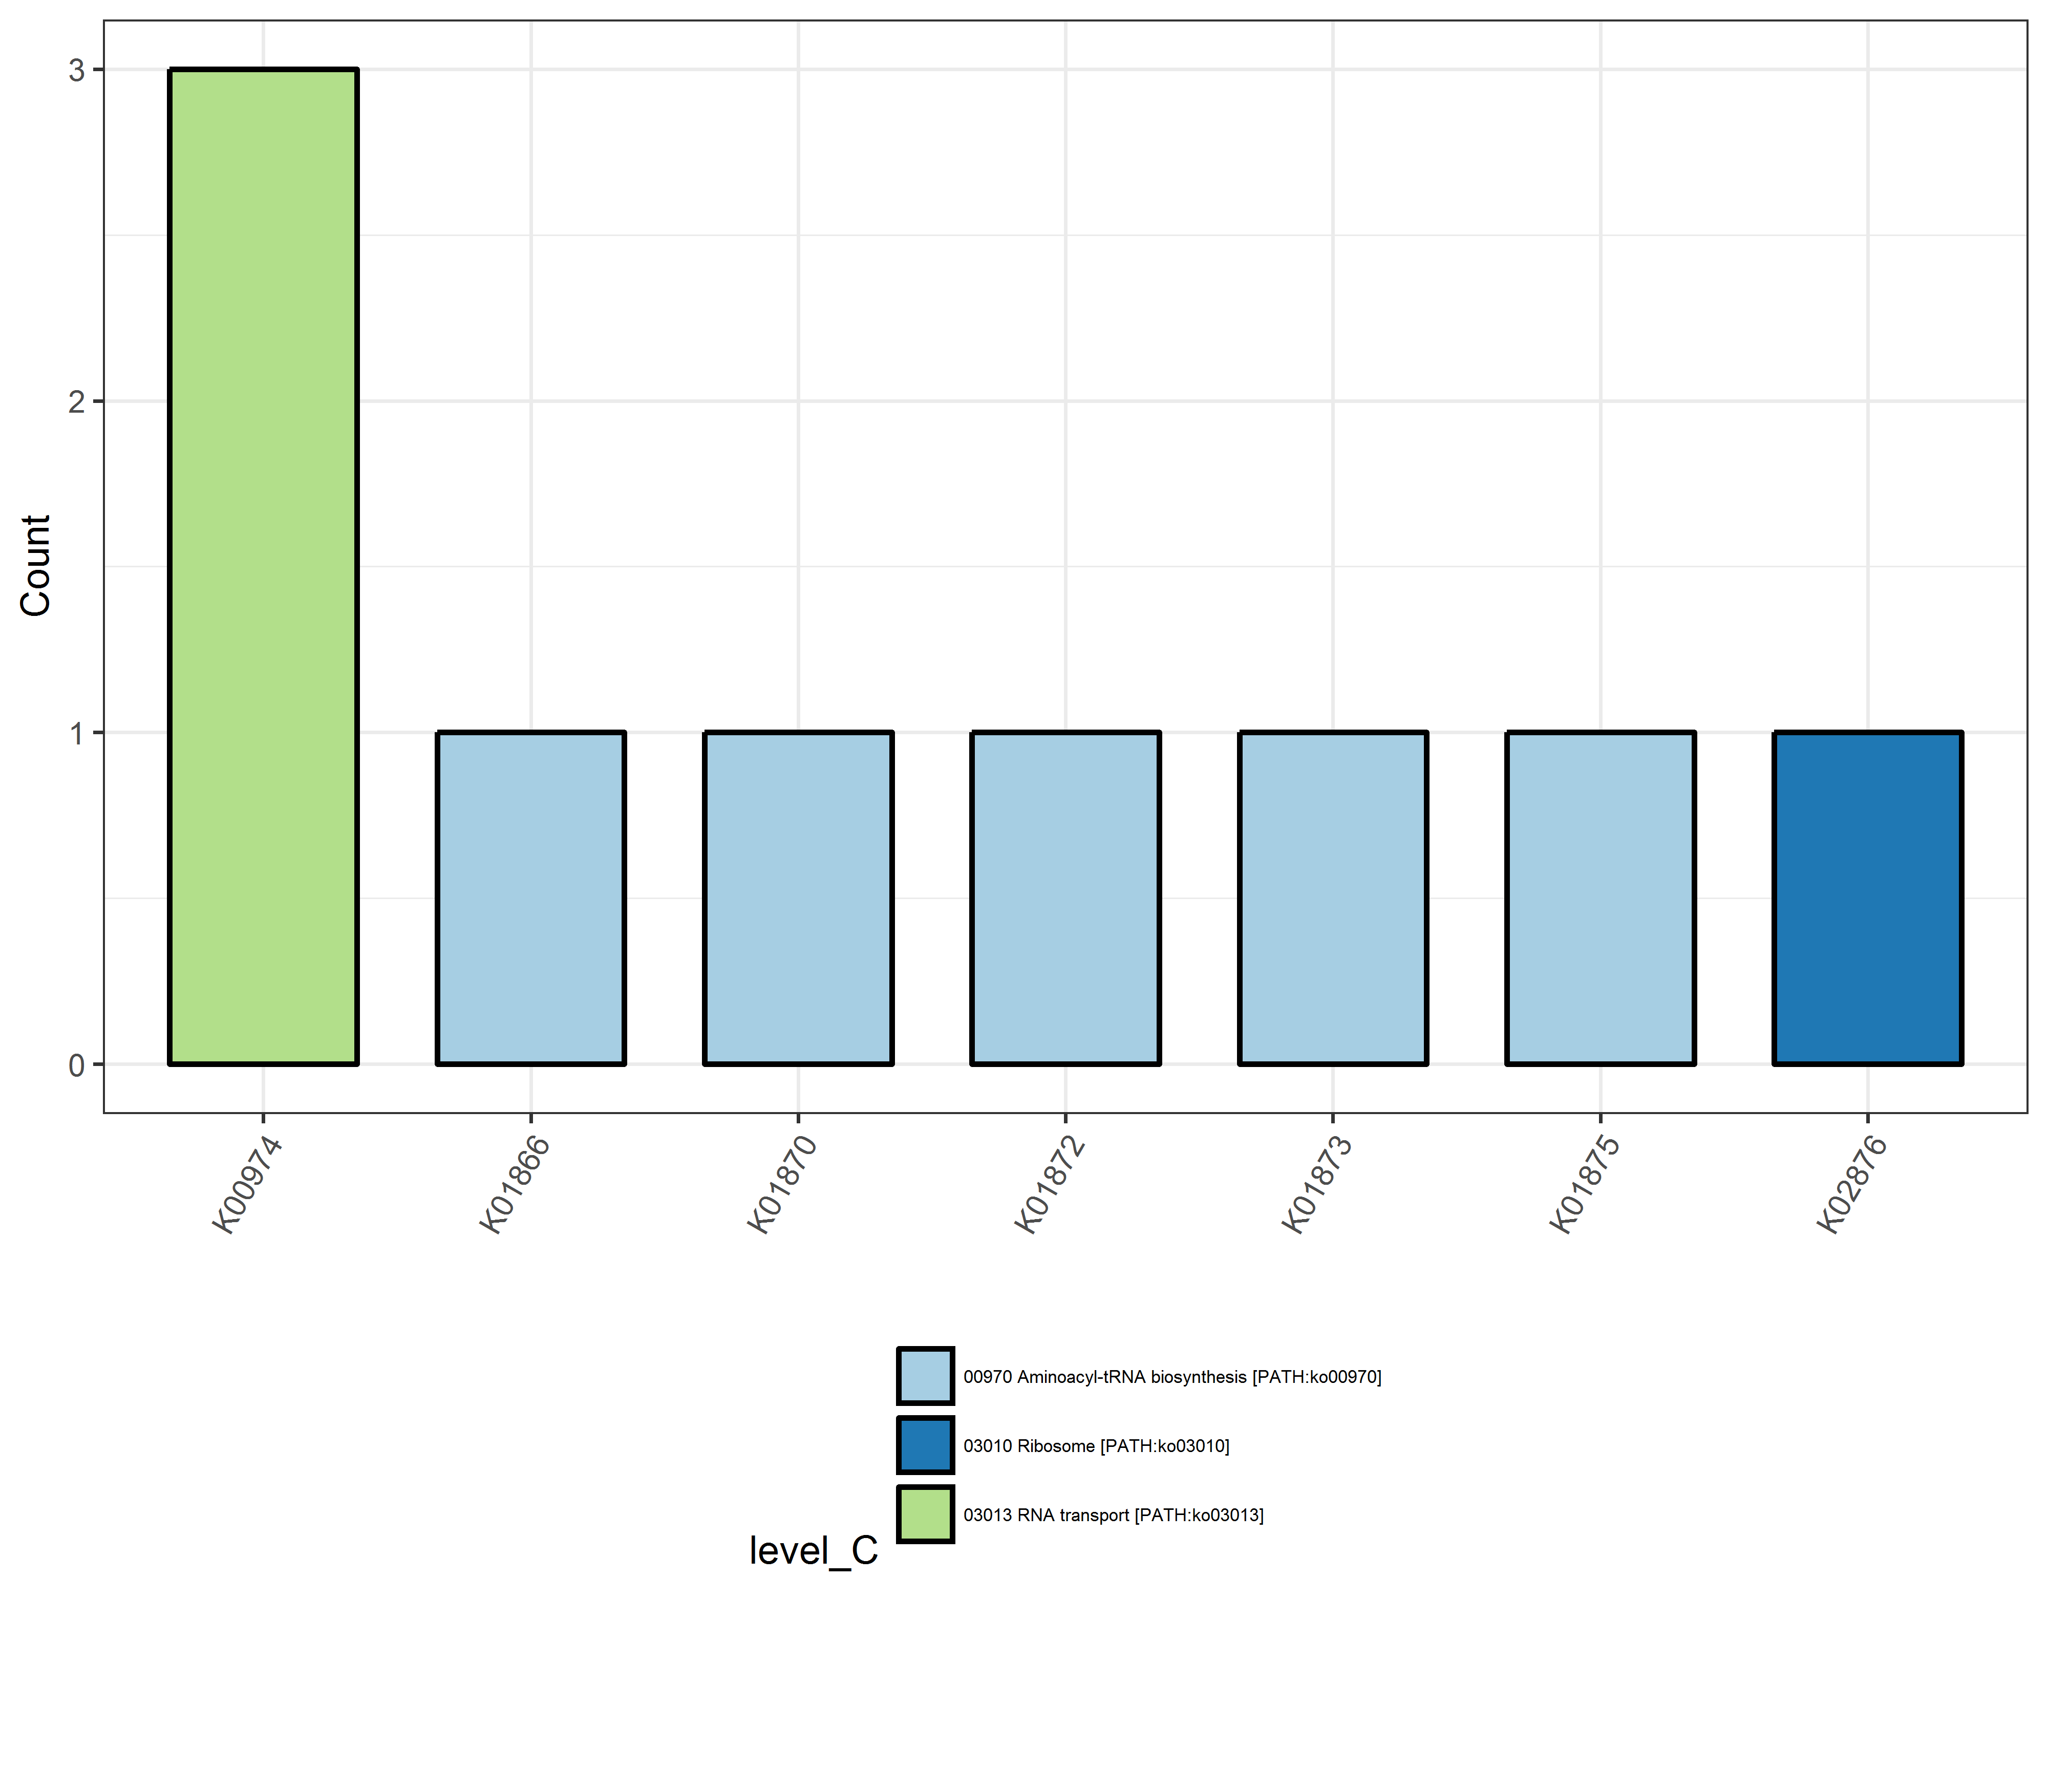 Count
3
2
1
0
K00974 K01866 K01870 K01872 K01873 K01875 K02876
00970 Aminoacyl-tRNA biosynthesis [PATH:ko00970]
03010 Ribosome [PATH:ko03010]
03013 RNA transport [PATH:ko03013]
level_C